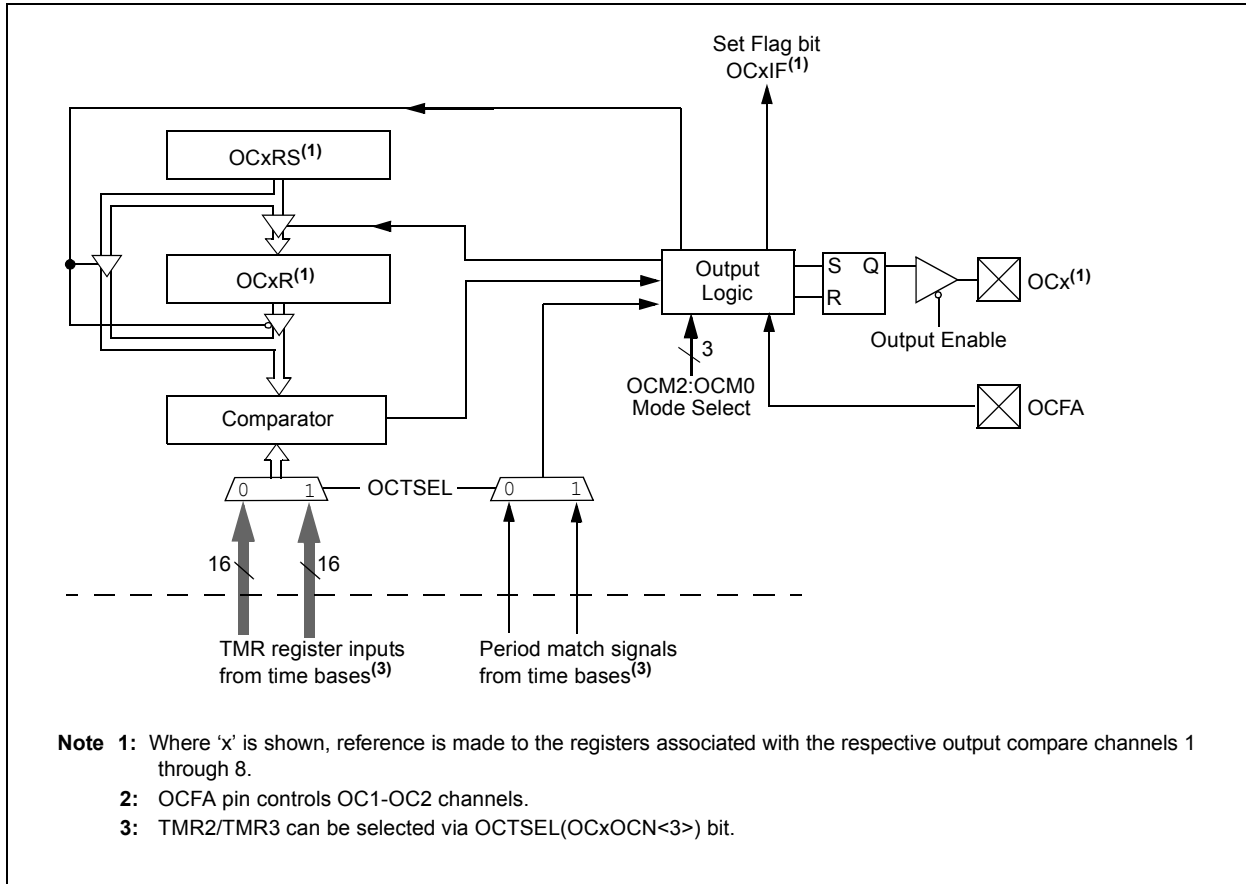 Set Flag bit
OCxIF(1)
OCxRS(1)
OCxR(1)
Output
Logic
S Q
R
OCx(1)
Output Enable
3
OCM2:OCM0
Mode Select
OCFA
Comparator
0 1
OCTSEL
0 1
16
16
TMR register inputs
from time bases(3)
Period match signals
from time bases(3)
Note 1: Where ‘x’ is shown, reference is made to the registers associated with the respective output compare channels 1
through 8.
2: OCFA pin controls OC1-OC2 channels.
3: TMR2/TMR3 can be selected via OCTSEL(OCxOCN<3>) bit.